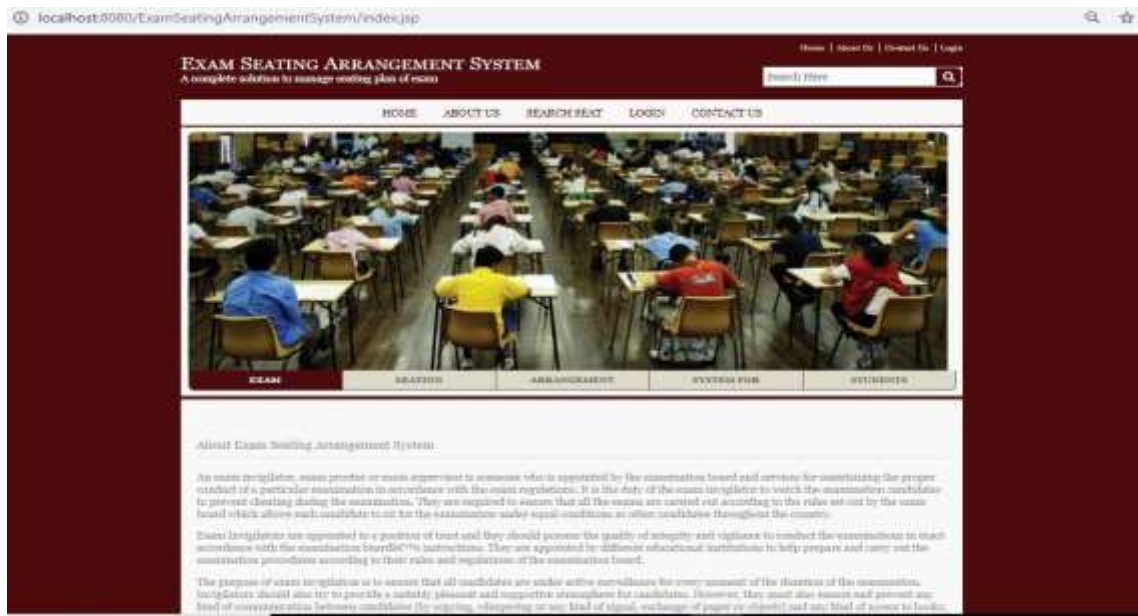 localhost:8080/ExamSeatingArrangementSystem/index.jsp
Home | About Us | Contact Us | Login
EXAM SEATING ARRANGEMENT SYSTEM
A complete solution to manage seating plan of exam
Search Here
HOME ABOUT US SEARCH SEAT LOGIN CONTACT US
EXAM SEATING ARRANGEMENT SYSTEM FOR STUDENTS
About Exam Seating Arrangement System
An exam invigilator, exam proctor or exam supervisor is someone who is appointed by the examination board and services for maintaining the proper
conduct of a particular examination in accordance with the exam regulations. It is the duty of the exam invigilator to watch the examination candidates
to prevent cheating during the examination. They are required to ensure that all the exams are carried out according to the rules set out by the exam
board which allows each candidate to sit for the examination under equal conditions as other candidates throughout the country.
Exam Invigilators are appointed to a position of trust and they should possess the quality of integrity and vigilance to conduct the examinations in exact
accordance with the examination boardâ€™s instructions. They are appointed by different educational institutions to help prepare and carry out the
examination procedures according to their rules and regulations of the examination board.
The purpose of exam invigilation is to ensure that all candidates are under active surveillance for every moment of the duration of the examination.
Invigilators should also try to provide a suitably pleasant and supportive atmosphere for candidates. However, they must also ensure and prevent any
kind of communication between candidates (by copying, whispering or any kind of signal, exchange of paper or objects) and any kind of access to books